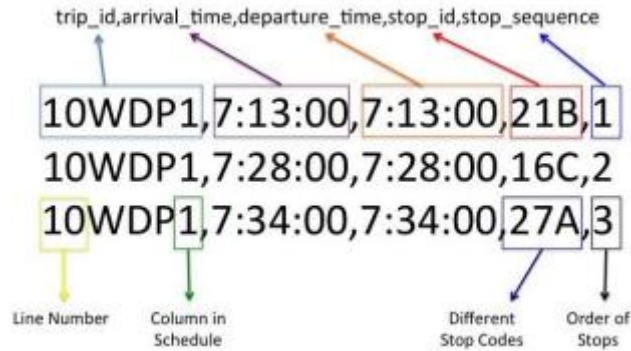 trip_id,arrival_time,departure_time,stop_id,stop_sequence
10WDP1,7:13:00,7:13:00,21B,1
10WDP1,7:28:00,7:28:00,16C,2
10WDP1,7:34:00,7:34:00,27A,3
Line Number
Column in
Schedule
Different
Stop Codes
Order of
Stops